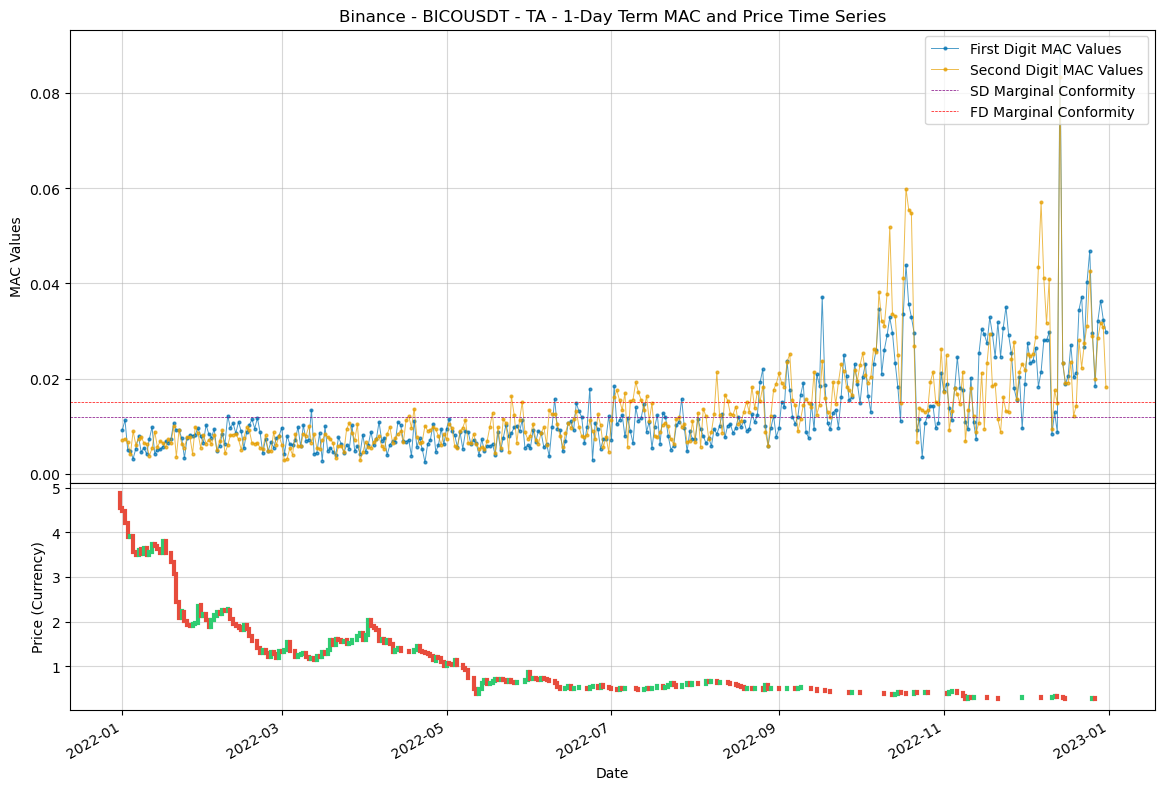 Binance - BICOUSDT - TA - 1-Day Term MAC and Price Time Series
First Digit MAC Values
Second Digit MAC Values
SD Marginal Conformity
FD Marginal Conformity
MAC Values
0.08
0.06
0.04
0.02
0.00
Price (Currency)
5
4
3
2
1
2022-01
2022-03
2022-05
2022-07
2022-09
2022-11
2023-01
Date